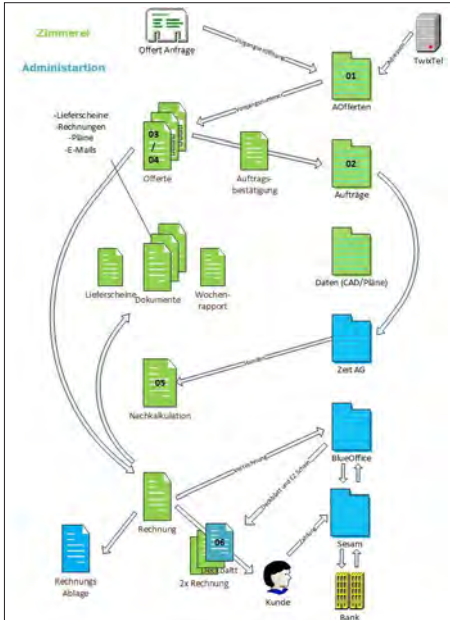 Zimmerei
Administartion
Offert Anfrage
TwixTel
01
AOfferten
-Lieferscheine
-Rechnungen
-Pläne
-E-Mails
03
/
04
Offerte
Auftrags-
bestätigung
02
Aufträge
Lieferscheine
Dokumente
Wochen-
rapport
Daten (CAD/Pläne)
Zeit AG
05
Nachkalkulation
BlueOffice
Verrechnung
Rechnung
06
2x Rechnung
Rechnungs
Ablage
Kunde
Sesam
Bank